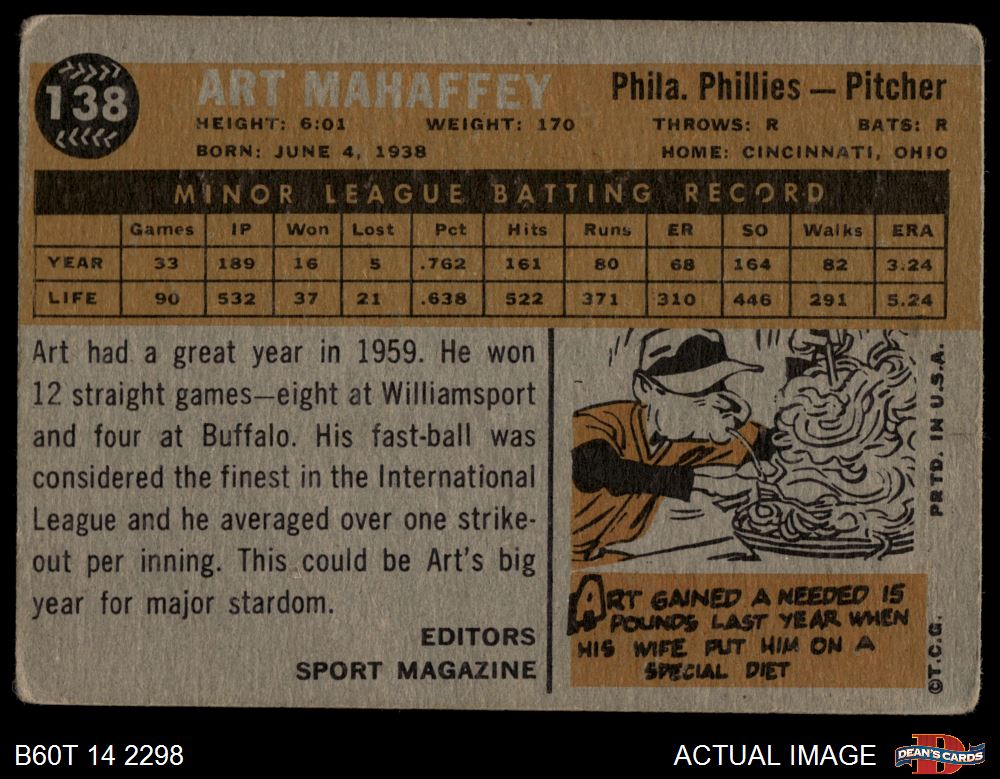 138
ART MAHAFFEY
Phila. Phillies — Pitcher
HEIGHT: 6:01 WEIGHT: 170 THROWS: R BATS: R
BORN: JUNE 4, 1938 HOME: CINCINNATI, OHIO
MINOR LEAGUE BATTING RECORD
Games IP Won Lost Pct Hits Runs ER SO Walks ERA
YEAR 33 189 16 5 .762 161 80 68 164 82 3.24
LIFE 90 532 37 21 .638 522 371 310 446 291 5.24
Art had a great year in 1959. He won
12 straight games—eight at Williamsport
and four at Buffalo. His fast-ball was
considered the finest in the International
League and he averaged over one strike-
out per inning. This could be Art's big
year for major stardom.
EDITORS
SPORT MAGAZINE
ART GAINED A NEEDED 15
POUNDS LAST YEAR WHEN
HIS WIFE PUT HIM ON A
SPECIAL DIET
©T.C.G. PRTD. IN U.S.A.
B60T 14 2298
ACTUAL IMAGE
DEAN'S CARDS